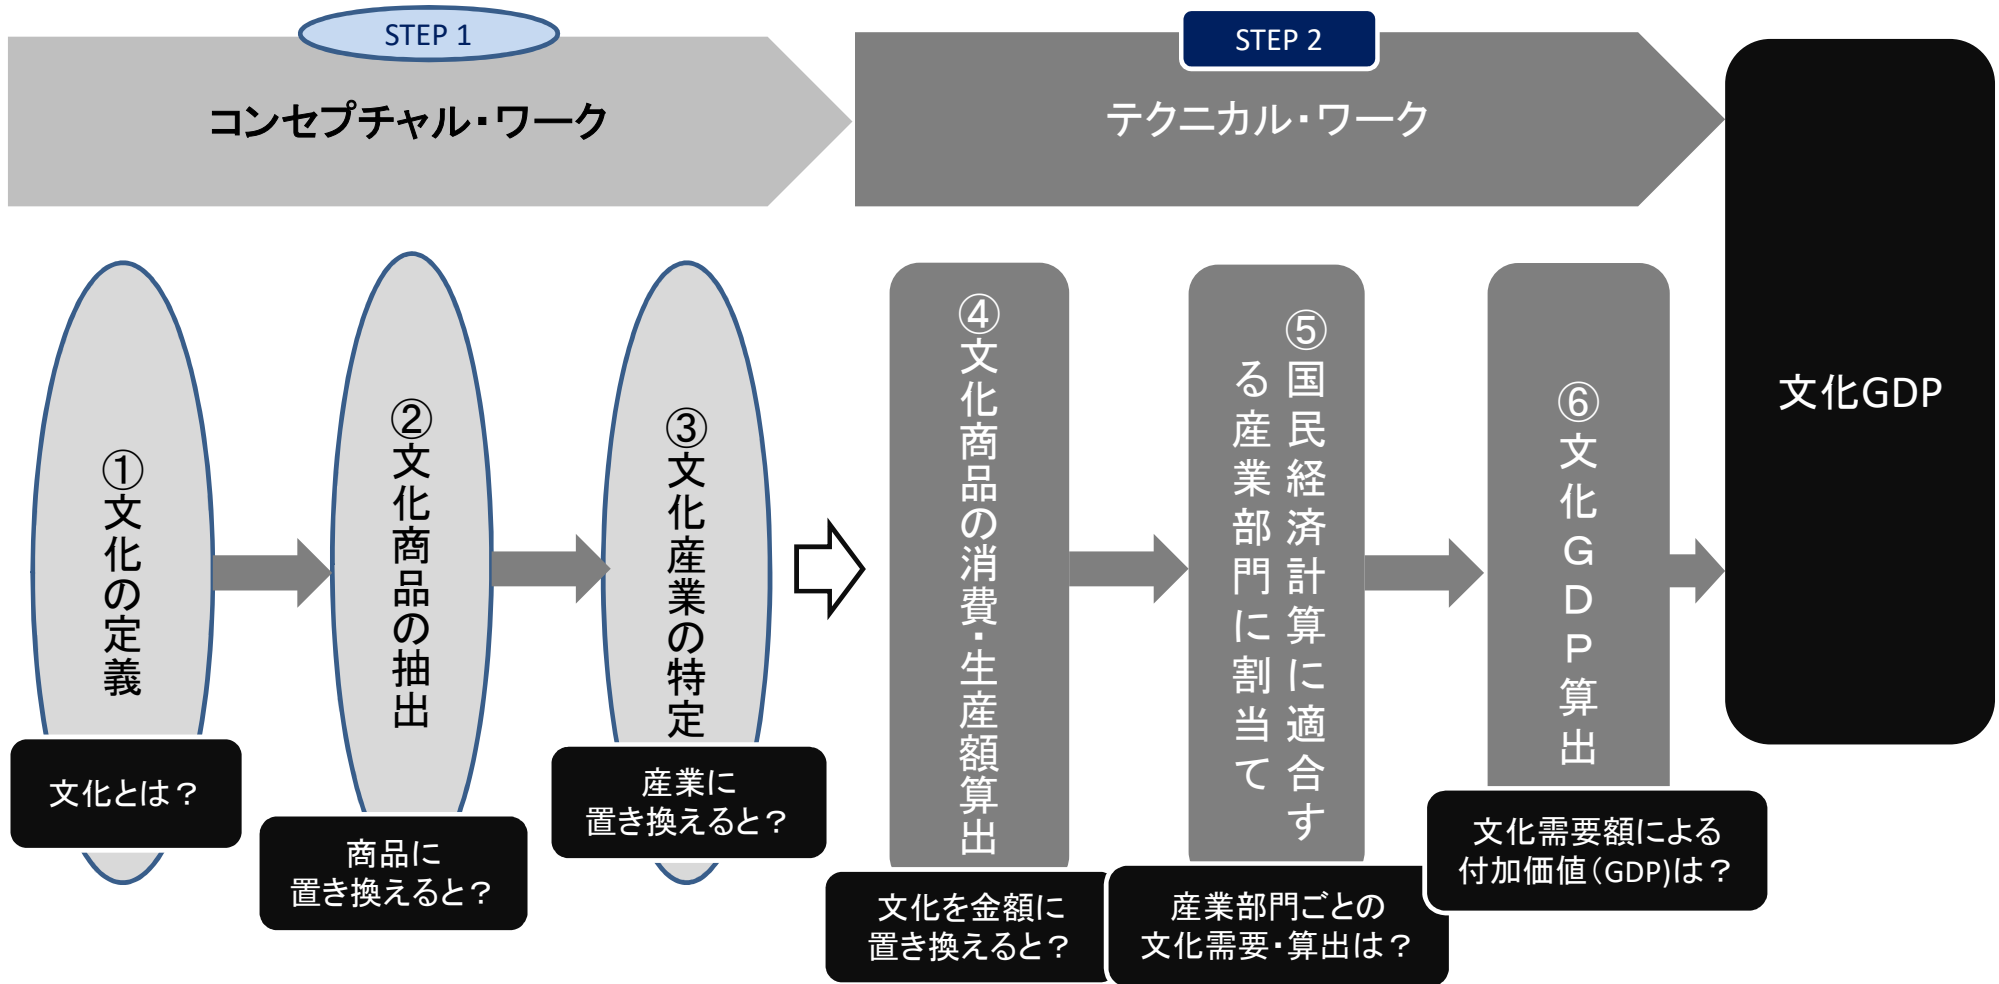 STEP 1
コンセプチャル・ワーク
STEP 2
テクニカル・ワーク
①文化の定義
文化とは？
②文化商品の抽出
商品に
置き換えると？
③文化産業の特定
産業に
置き換えると？
④文化商品の消費・生産額算出
文化を金額に
置き換えると？
⑤国民経済計算に適合す
る産業部門に割当て
産業部門ごとの
文化需要・算出は？
⑥文化ＧＤＰ算出
文化需要額による
付加価値（GDP)は？
文化GDP